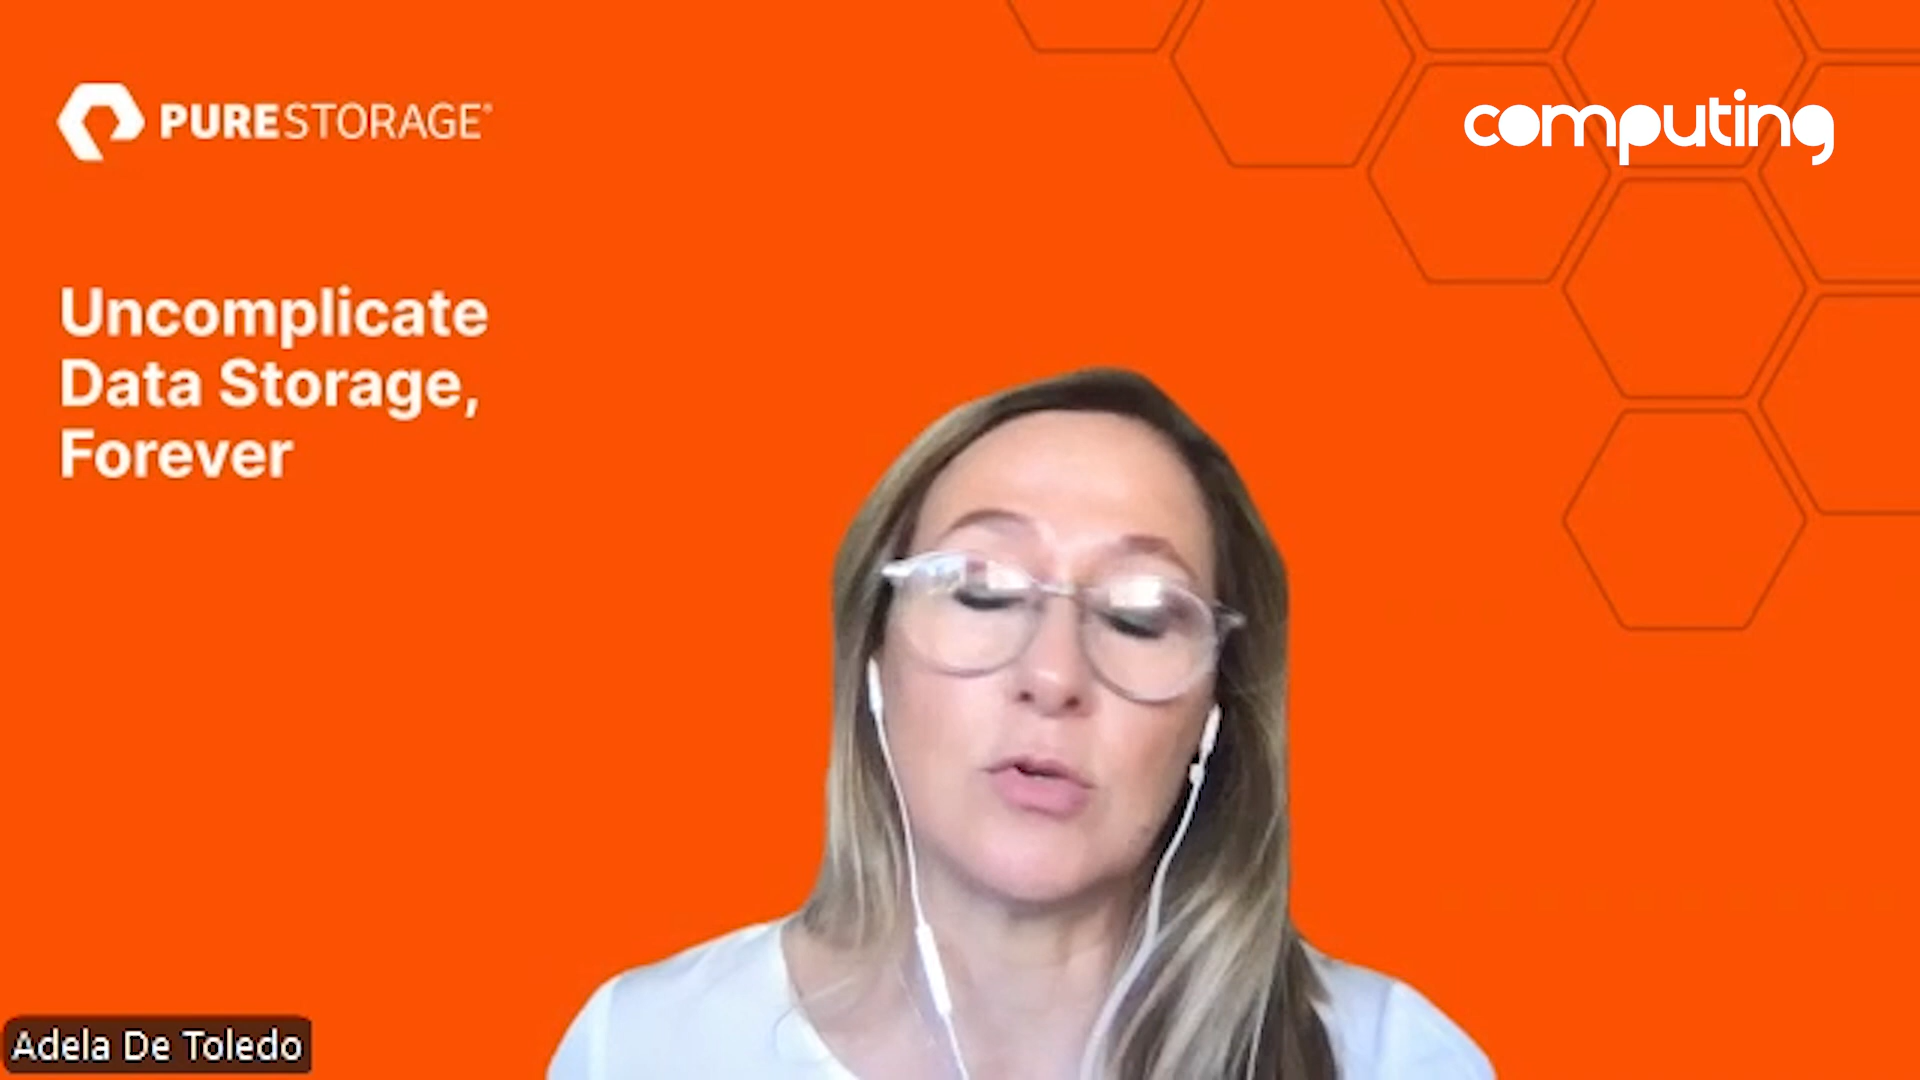 PURESTORAGE®
computing
Uncomplicate
Data Storage,
Forever
Adela De Toledo